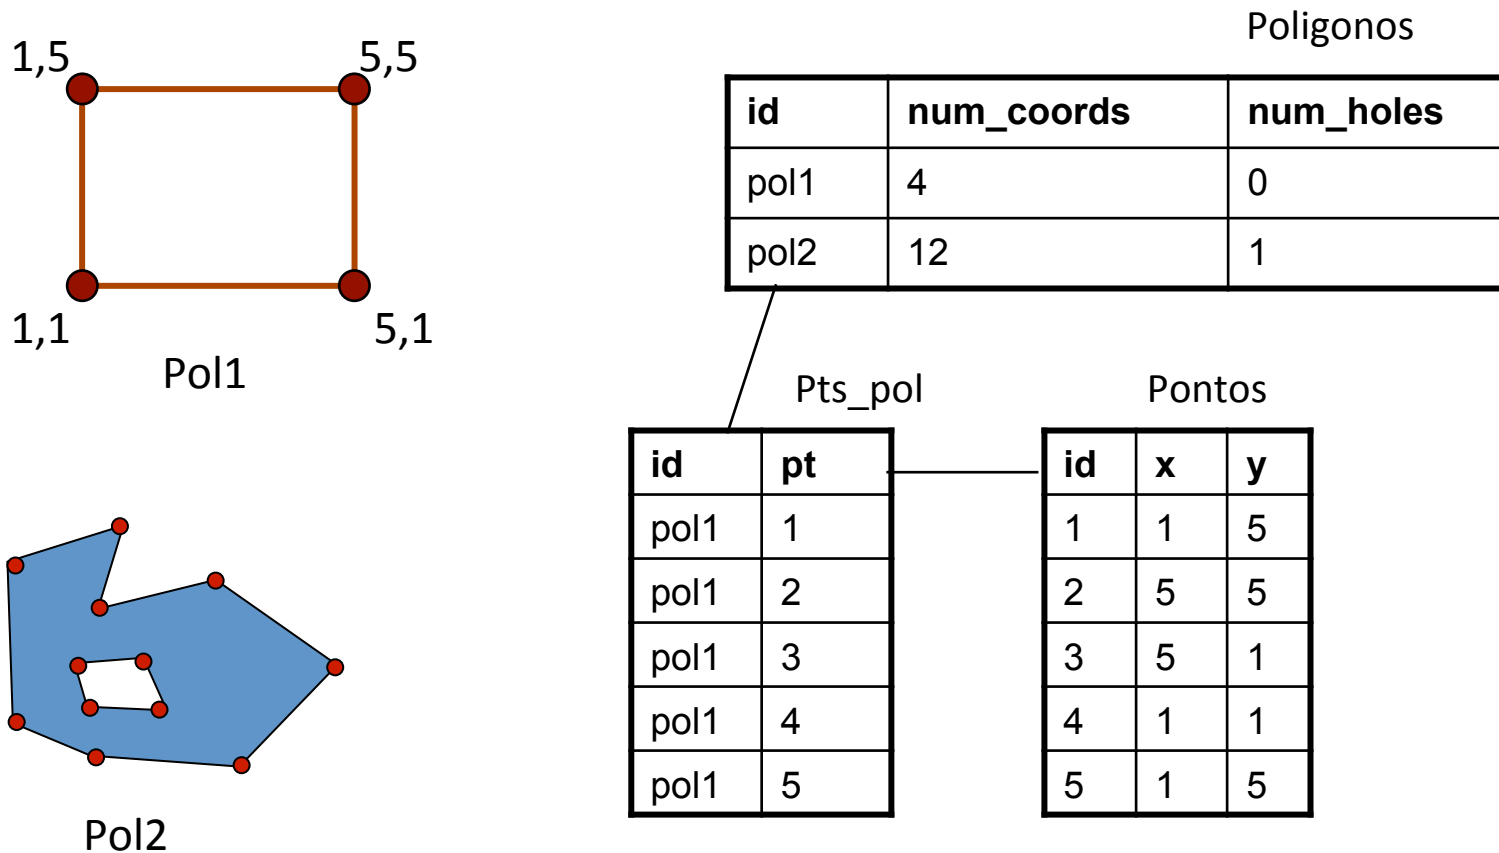 1,5 5,5
1,1 5,1
Pol1
Pol2
Poligonos
id num_coords num_holes
pol1 4 0
pol2 12 1
Pts_pol
id pt
pol1 1
pol1 2
pol1 3
pol1 4
pol1 5
Pontos
id x y
1 1 5
2 5 5
3 5 1
4 1 1
5 1 5